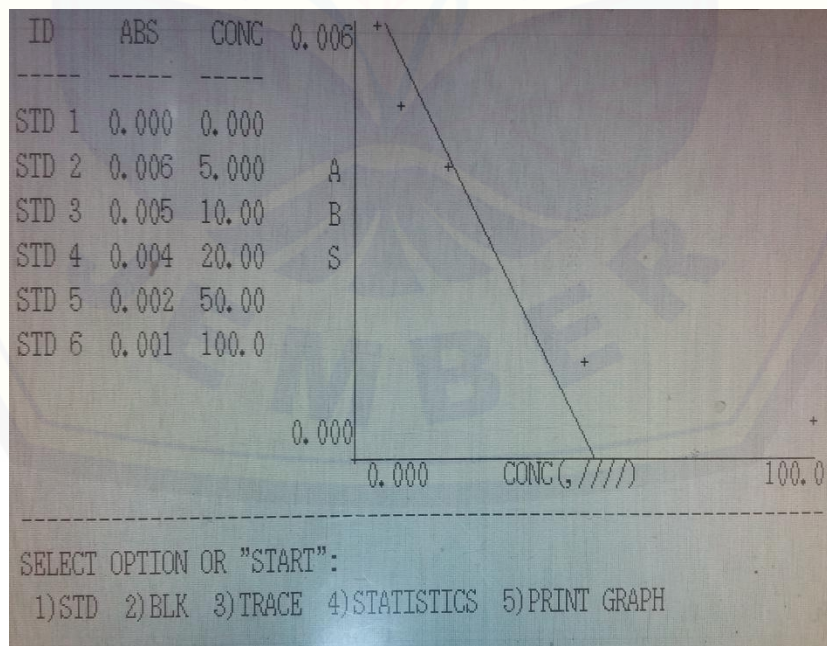 ID ABS CONC 0.006
----- ----- -----
STD 1 0.000 0.000
STD 2 0.006 5.000 A
STD 3 0.005 10.00 B
STD 4 0.004 20.00 S
STD 5 0.002 50.00
STD 6 0.001 100.0
0.000
0.000 CONC(,////) 100.0
SELECT OPTION OR "START":
1)STD 2)BLK 3)TRACE 4)STATISTICS 5)PRINT GRAPH
EMBER